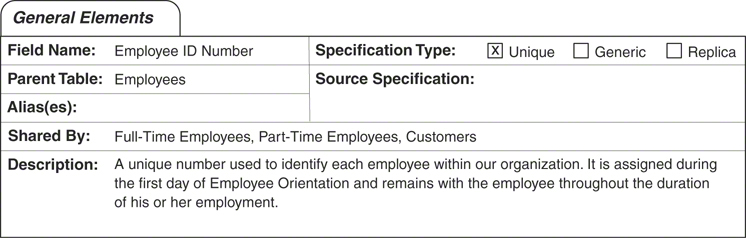 General Elements
Field Name: Employee ID Number Specification Type: X Unique Generic Replica
Parent Table: Employees Source Specification:
Alias(es):
Shared By: Full-Time Employees, Part-Time Employees, Customers
Description: A unique number used to identify each employee within our organization. It is assigned during
the first day of Employee Orientation and remains with the employee throughout the duration
of his or her employment.